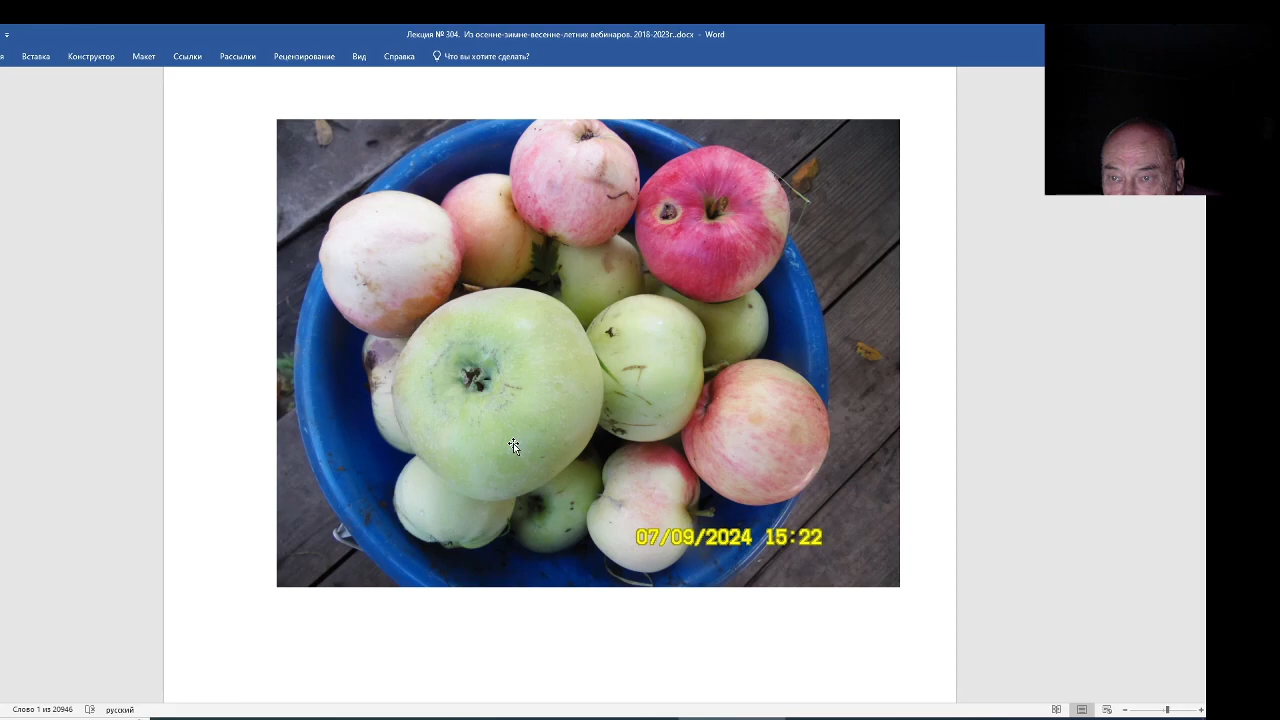 Лекция № 304. Из осенне-зимне-весенне-летних вебинаров. 2018-2023г...docx - Word
я Вставка Конструктор Макет Ссылки Рассылки Рецензирование Вид Справка Что вы хотите сделать?
07/09/2024 15:22
Слово 1 из 20946 русский